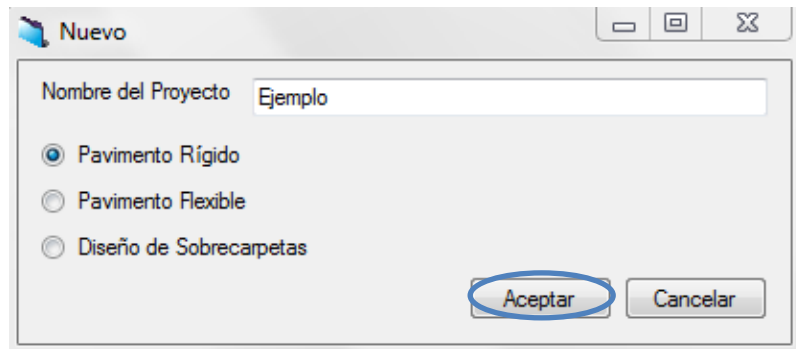 Nuevo
Nombre del Proyecto Ejemplo
Pavimento Rígido
Pavimento Flexible
Diseño de Sobrecarpetas
Aceptar Cancelar